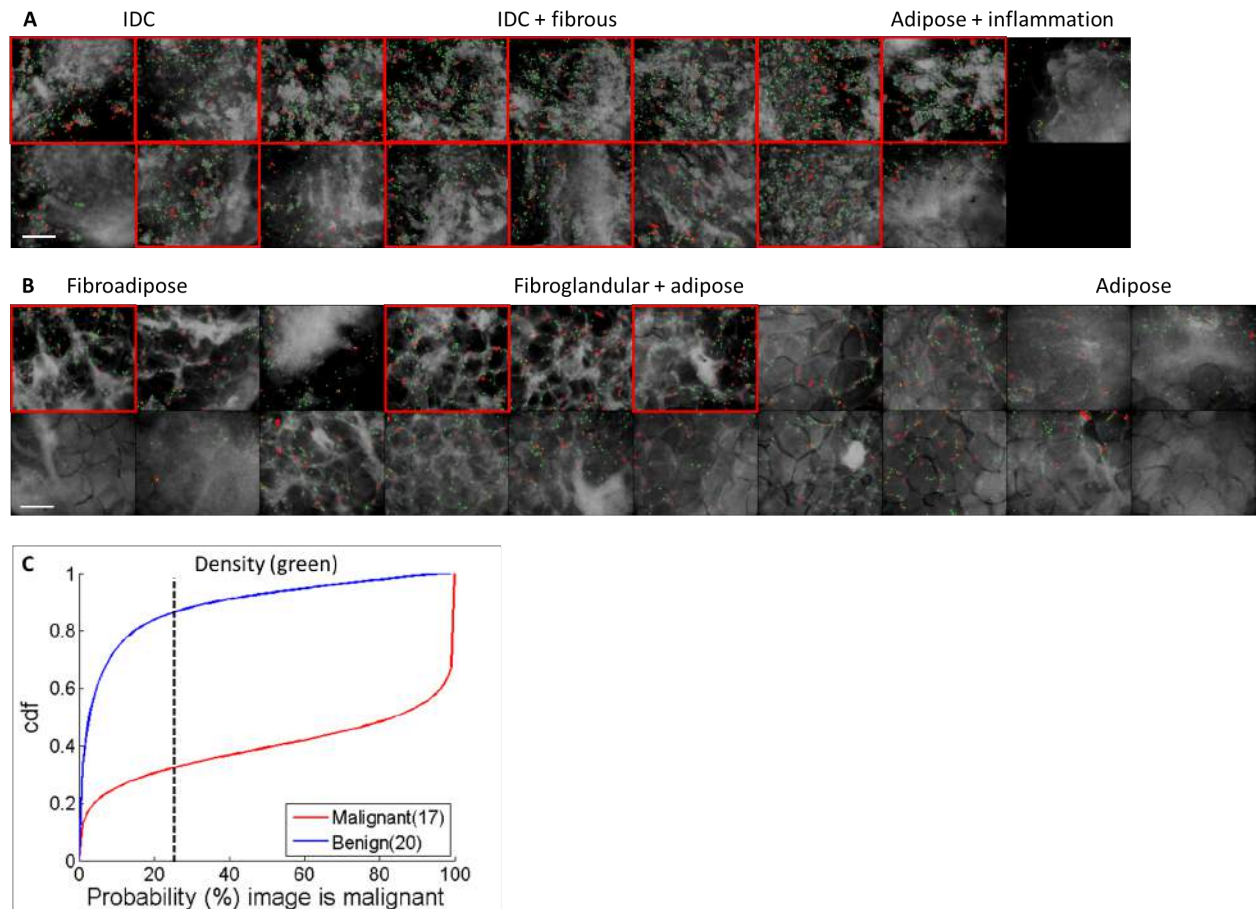 A IDC IDC + fibrous Adipose + inflammation
B Fibroadipose Fibroglandular + adipose Adipose
C Density (green)
1
0.8
0.6
0.4
0.2
0
cdf
Malignant(17)
Benign(20)
0 20 40 60 80 100
Probability (%) image is malignant